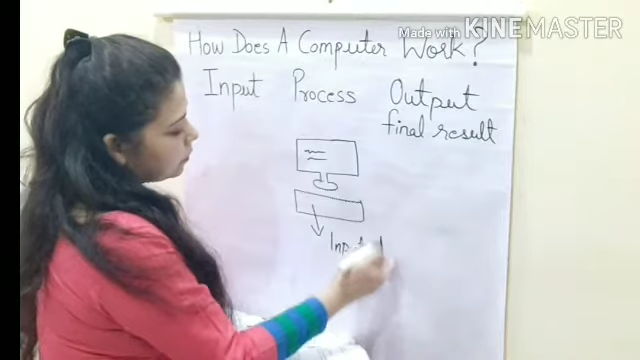 Made with KINEMASTER
How Does A Computer Work?
Input Process Output
final result